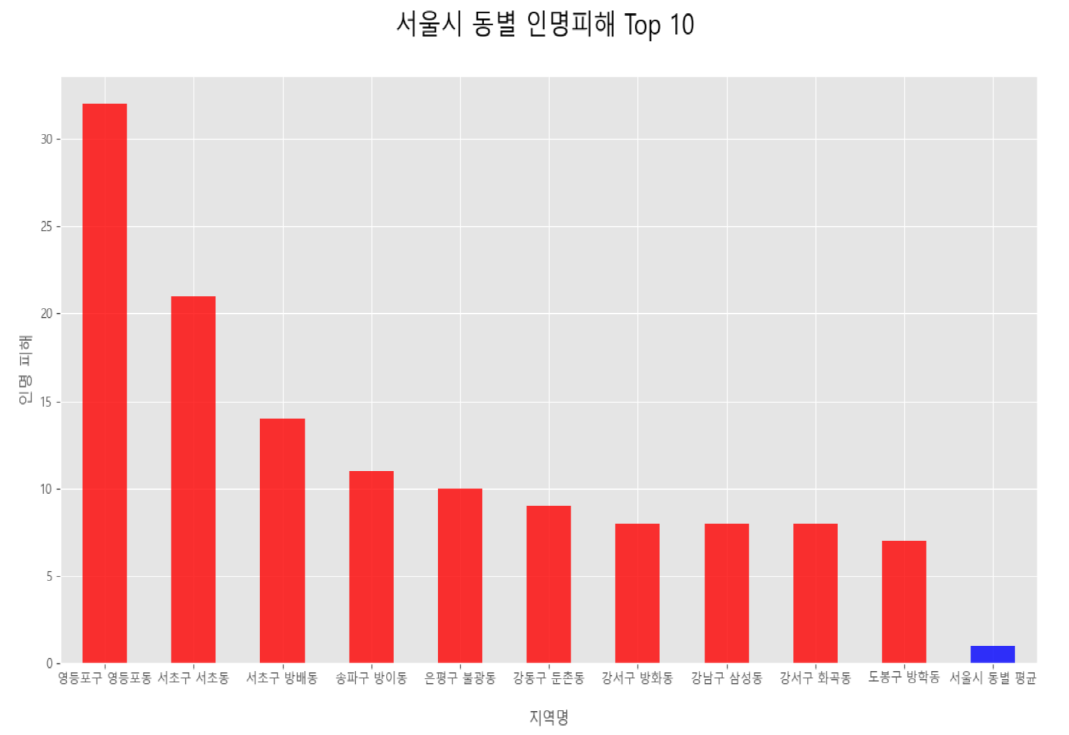 서울시 동별 인명피해 Top 10
인명 피해
30
25
20
15
10
5
0
영등포구 영등포동 서초구 서초동 서초구 방배동 송파구 방이동 은평구 불광동 강동구 둔촌동 강서구 방화동 강남구 삼성동 강서구 화곡동 도봉구 방학동 서울시 동별 평균
지역명